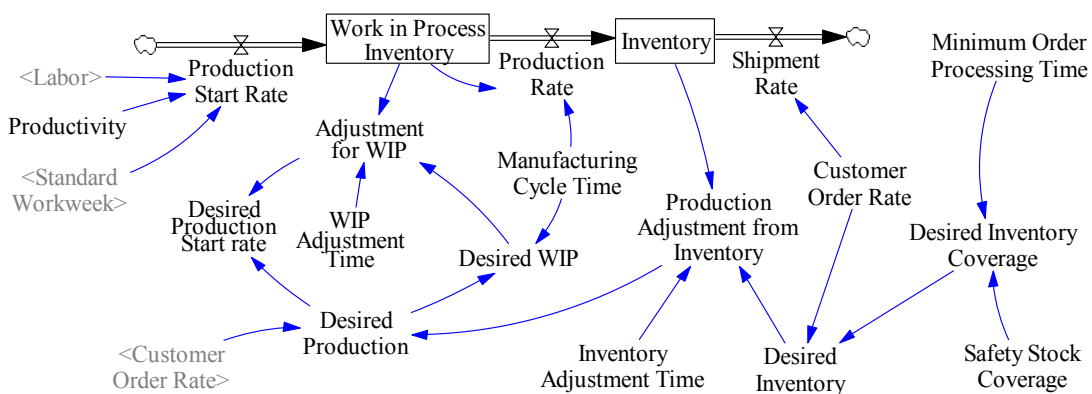 Work in Process
Inventory
Inventory
<Labor>
Production
Start Rate
Production
Rate
Shipment
Rate
Minimum Order
Processing Time
Productivity
Adjustment
for WIP
<Standard
Workweek>
Manufacturing
Cycle Time
Customer
Order Rate
Desired
Production
Start rate
WIP
Adjustment
Time
Desired WIP
Production
Adjustment from
Inventory
Desired Inventory
Coverage
Desired
Production
<Customer
Order Rate>
Inventory
Adjustment Time
Desired
Inventory
Safety Stock
Coverage